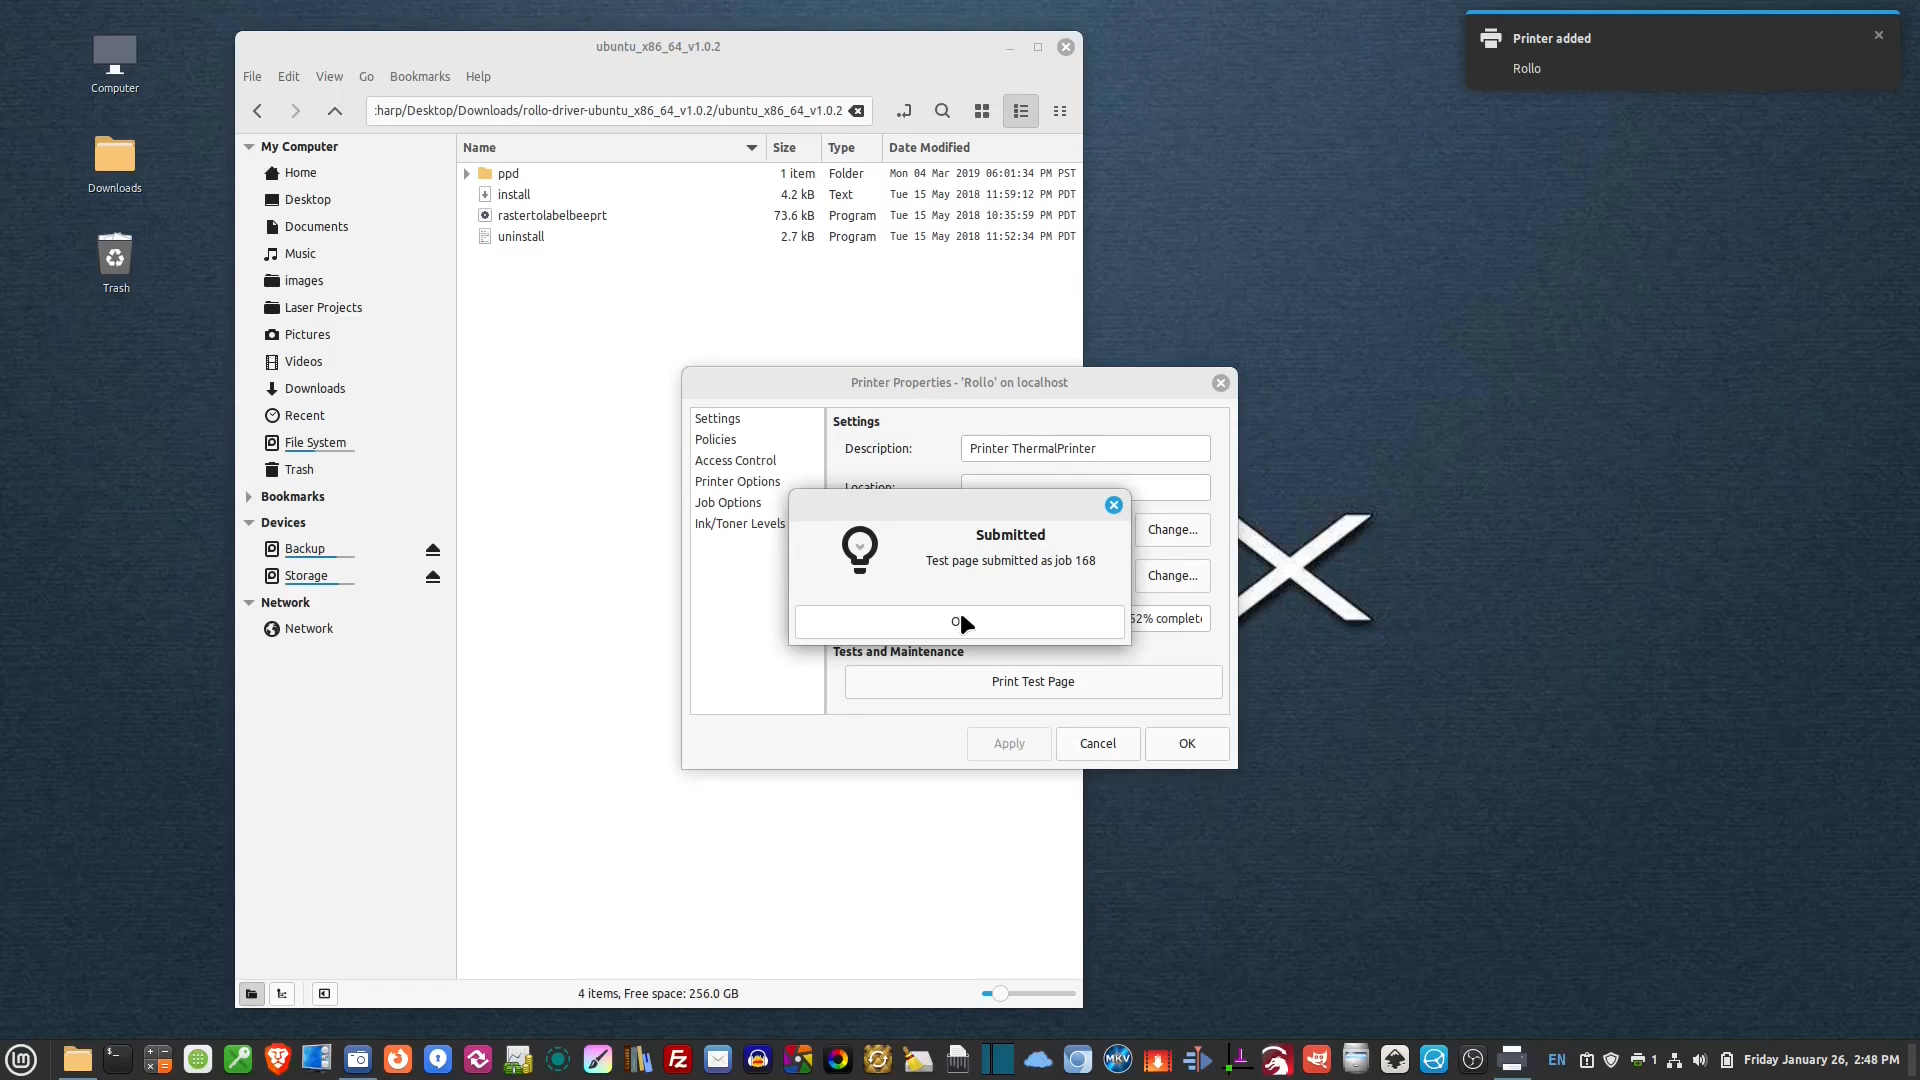 Computer
Downloads
Trash
ubuntu_x86_64_v1.0.2
File Edit View Go Bookmarks Help
:harp/Desktop/Downloads/rollo-driver-ubuntu_x86_64_v1.0.2/ubuntu_x86_64_v1.0.2
My Computer
Home
Desktop
Documents
Music
images
Laser Projects
Pictures
Videos
Downloads
Recent
File System
Trash
Bookmarks
Devices
Backup
Storage
Network
Network
Name Size Type Date Modified
ppd 1 item Folder Mon 04 Mar 2019 06:01:34 PM PST
install 4.2 kB Text Tue 15 May 2018 11:59:12 PM PDT
rastertolabelbeeprt 73.6 kB Program Tue 15 May 2018 10:35:59 PM PDT
uninstall 2.7 kB Program Tue 15 May 2018 11:52:34 PM PDT
4 items, Free space: 256.0 GB
Printer Properties - 'Rollo' on localhost
Settings
Policies
Access Control
Printer Options
Job Options
Ink/Toner Levels
Settings
Description: Printer ThermalPrinter
Location:
Change...
Change...
52% complete
Tests and Maintenance
Print Test Page
Apply Cancel OK
Submitted
Test page submitted as job 168
Printer added
Rollo
lm
$_
FZ
MKV
EN
1
Friday January 26, 2:48 PM